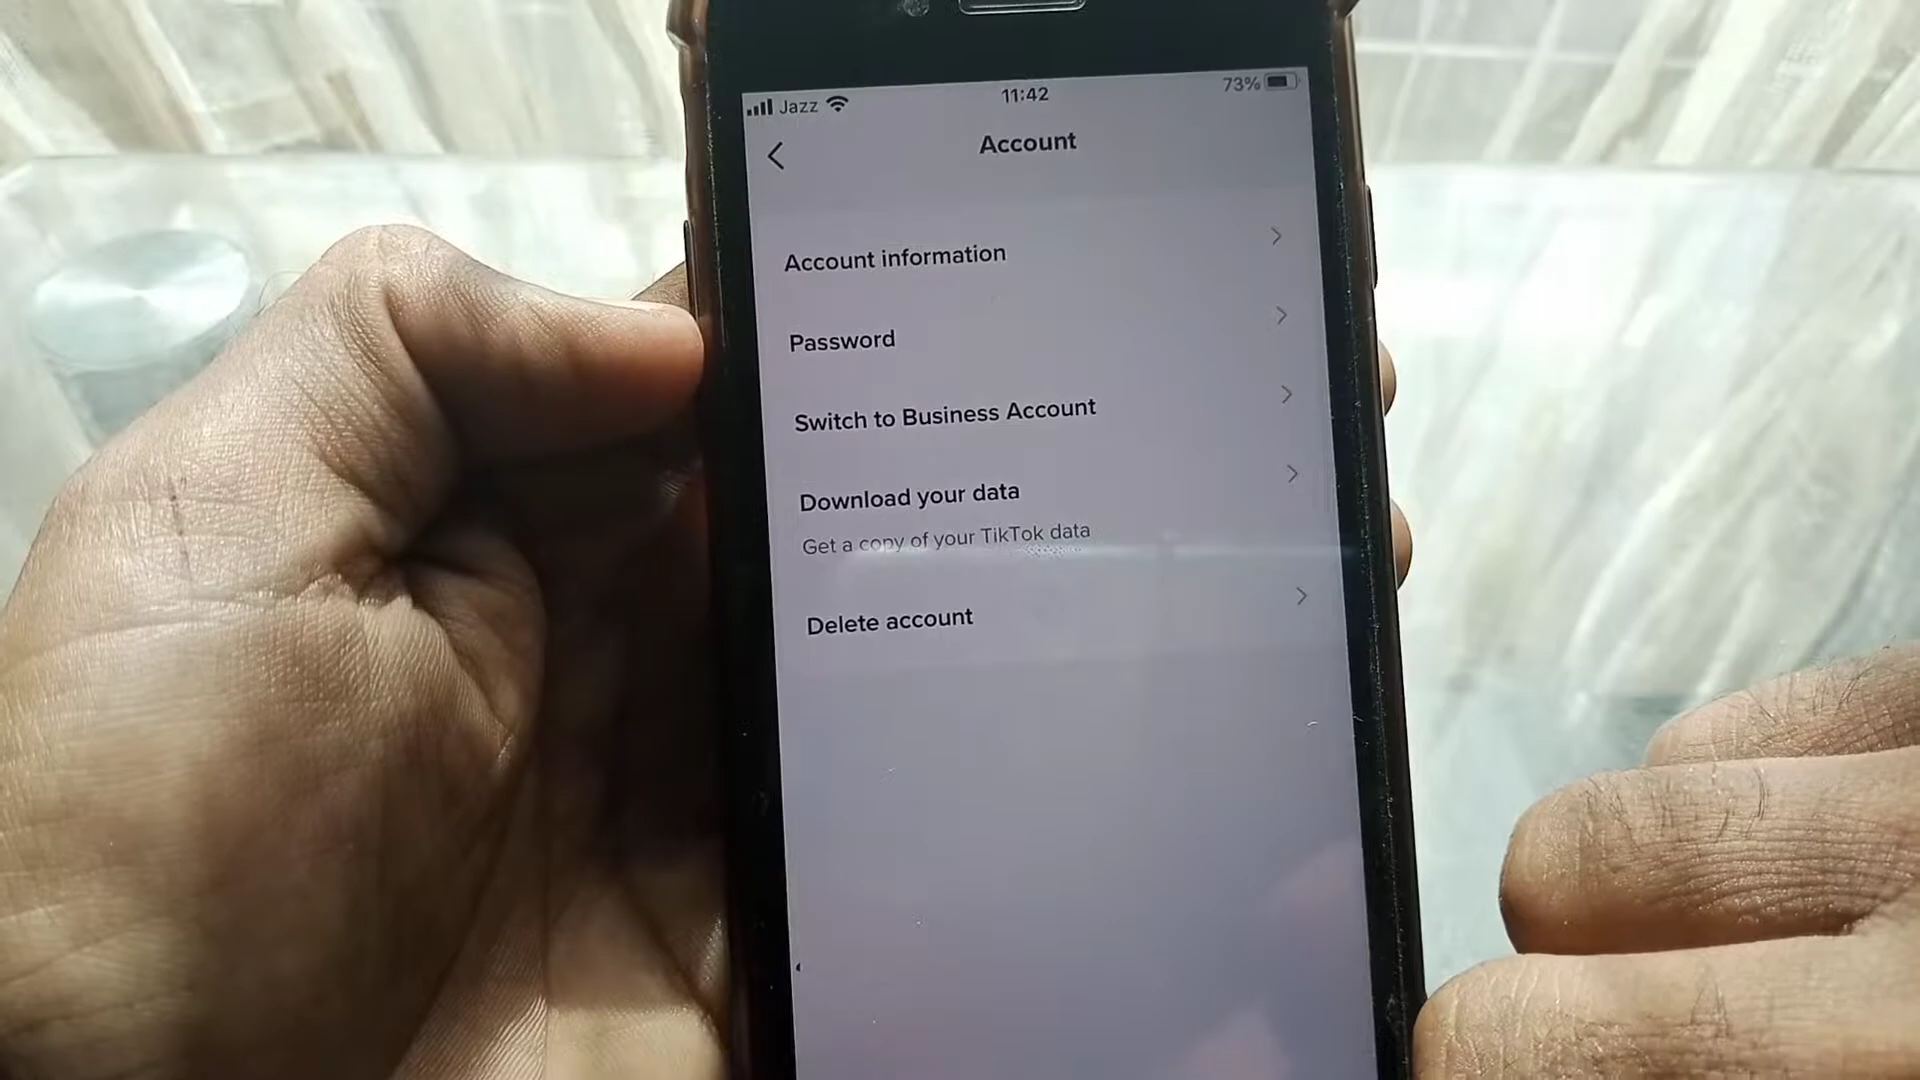 Jazz 11:42 73%
Account
Account information
Password
Switch to Business Account
Download your data
Get a copy of your TikTok data
Delete account